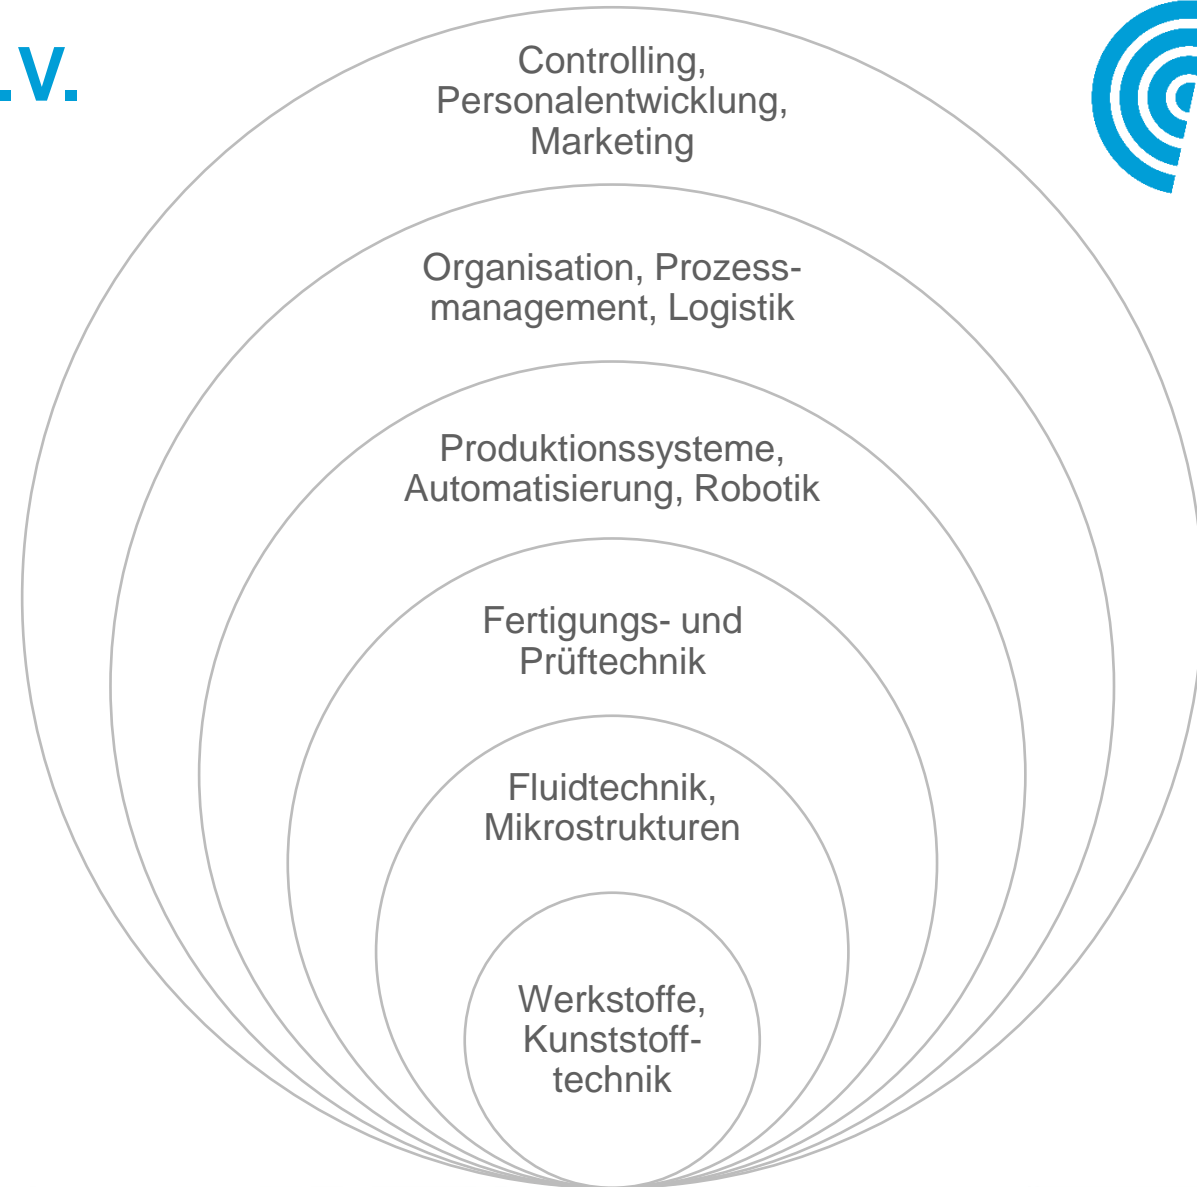 .V.
Controlling,
Personalentwicklung,
Marketing
Organisation, Prozess-
management, Logistik
Produktionssysteme,
Automatisierung, Robotik
Fertigungs- und
Prüftechnik
Fluidtechnik,
Mikrostrukturen
Werkstoffe,
Kunststoff-
technik